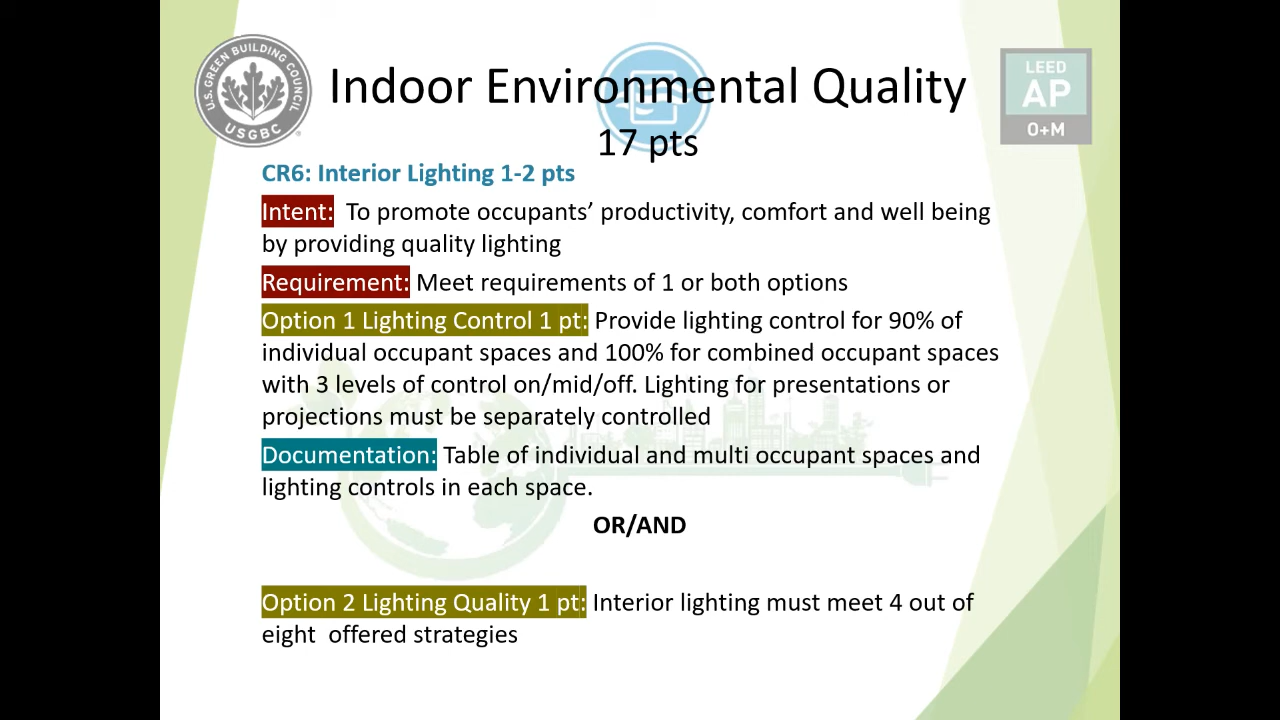 U.S. GREEN BUILDING COUNCIL
USGBC
Indoor Environmental Quality
17 pts
LEED
AP
O+M
CR6: Interior Lighting 1-2 pts
Intent:  To promote occupants’ productivity, comfort and well being
by providing quality lighting
Requirement: Meet requirements of 1 or both options
Option 1 Lighting Control 1 pt: Provide lighting control for 90% of
individual occupant spaces and 100% for combined occupant spaces
with 3 levels of control on/mid/off. Lighting for presentations or
projections must be separately controlled
Documentation: Table of individual and multi occupant spaces and
lighting controls in each space.
OR/AND
Option 2 Lighting Quality 1 pt: Interior lighting must meet 4 out of
eight  offered strategies